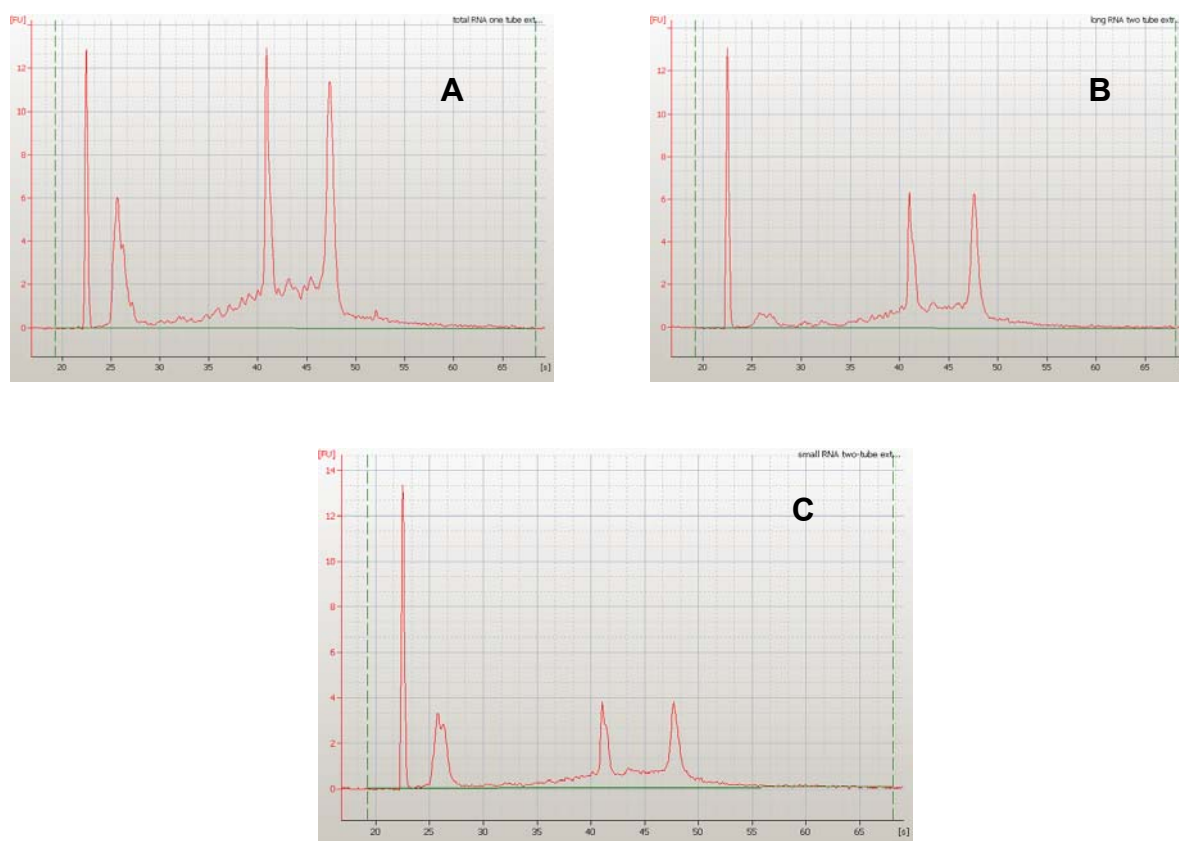 [FU]
total RNA one tube ext...
A
12
10
8
6
4
2
0
20 25 30 35 40 45 50 55 60 65 [s]
[FU]
long RNA two tube extr...
B
12
10
8
6
4
2
0
20 25 30 35 40 45 50 55 60 65
[FU]
small RNA two-tube ext...
C
14
12
10
8
6
4
2
0
20 25 30 35 40 45 50 55 60 65 [s]